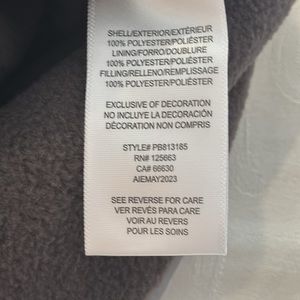 SHELL/EXTERIOR/EXTÉRIEUR
100% POLYESTER/POLIÉSTER
LINING/FORRO/DOUBLURE
100% POLYESTER/POLIÉSTER
FILLING/RELLENO/REMPLISSAGE
100% POLYESTER/POLIÉSTER
EXCLUSIVE OF DECORATION
NO INCLUYE LA DECORACIÓN
DÉCORATION NON COMPRIS
STYLE# PB813185
RN# 125663
CA# 66630
AIEMAY2023
SEE REVERSE FOR CARE
VER REVÉS PARA CARE
VOIR AU REVERS
POUR LES SOINS